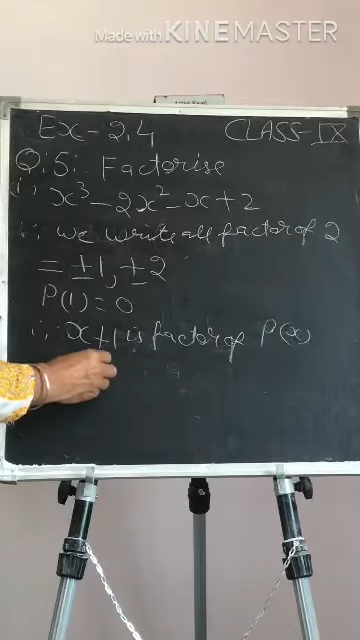 Made with KINEMASTER
Ex-2.4 CLASS-IX
Q:5: Factorise
i) x³ - 2x² - x + 2
∴ we write all factor of 2
= ±1, ±2
P(1) = 0
∴ x+1 is factor of P(x)